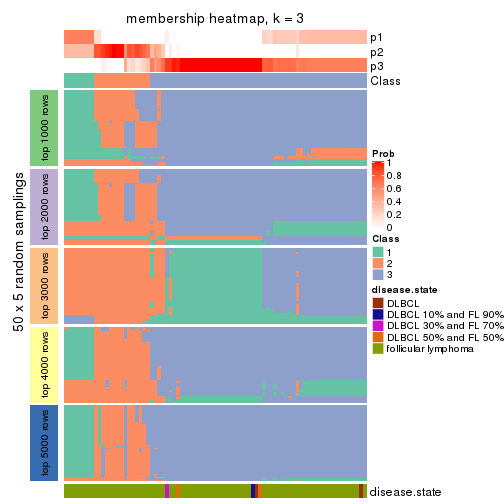 membership heatmap, k = 3
p1
p2
p3
Class
50 x 5 random samplings
top 1000 rows
top 2000 rows
top 3000 rows
top 4000 rows
top 5000 rows
Prob
1
0.8
0.6
0.4
0.2
0
Class
1
2
3
disease.state
DLBCL
DLBCL 10% and FL 90%
DLBCL 30% and FL 70%
DLBCL 50% and FL 50%
follicular lymphoma
disease.state